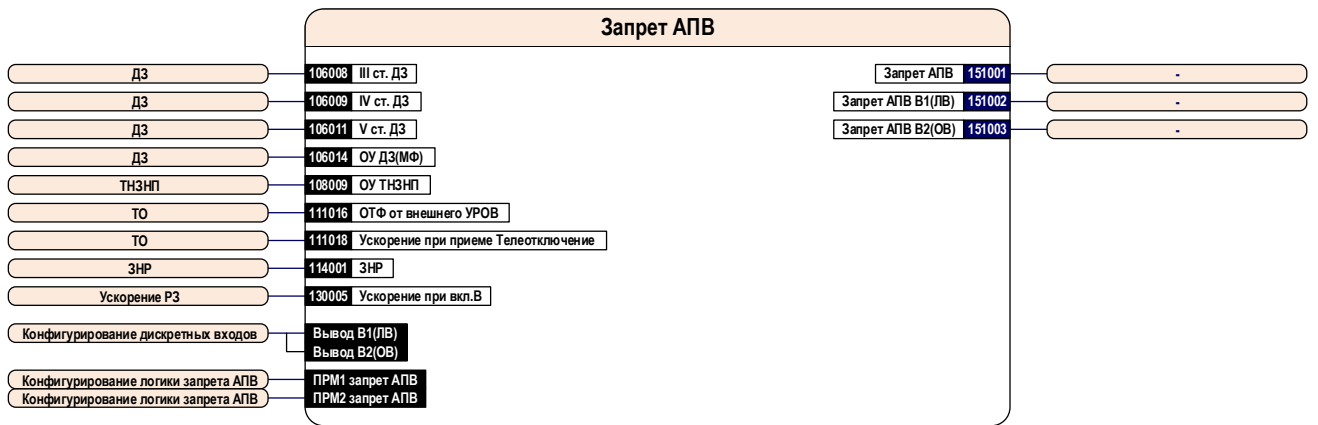 Запрет АПВ
ДЗ 106008 III ст. ДЗ Запрет АПВ 151001 -
ДЗ 106009 IV ст. ДЗ Запрет АПВ В1(ЛВ) 151002 -
ДЗ 106011 V ст. ДЗ Запрет АПВ В2(ОВ) 151003 -
ДЗ 106014 ОУ ДЗ(МФ)
ТНЗНП 108009 ОУ ТНЗНП
ТО 111016 ОТФ от внешнего УРОВ
ТО 111018 Ускорение при приеме Телеотключение
ЗНР 114001 ЗНР
Ускорение РЗ 130005 Ускорение при вкл.В
Конфигурирование дискретных входов Вывод В1(ЛВ)
Вывод В2(ОВ)
Конфигурирование логики запрета АПВ ПРМ1 запрет АПВ
Конфигурирование логики запрета АПВ ПРМ2 запрет АПВ